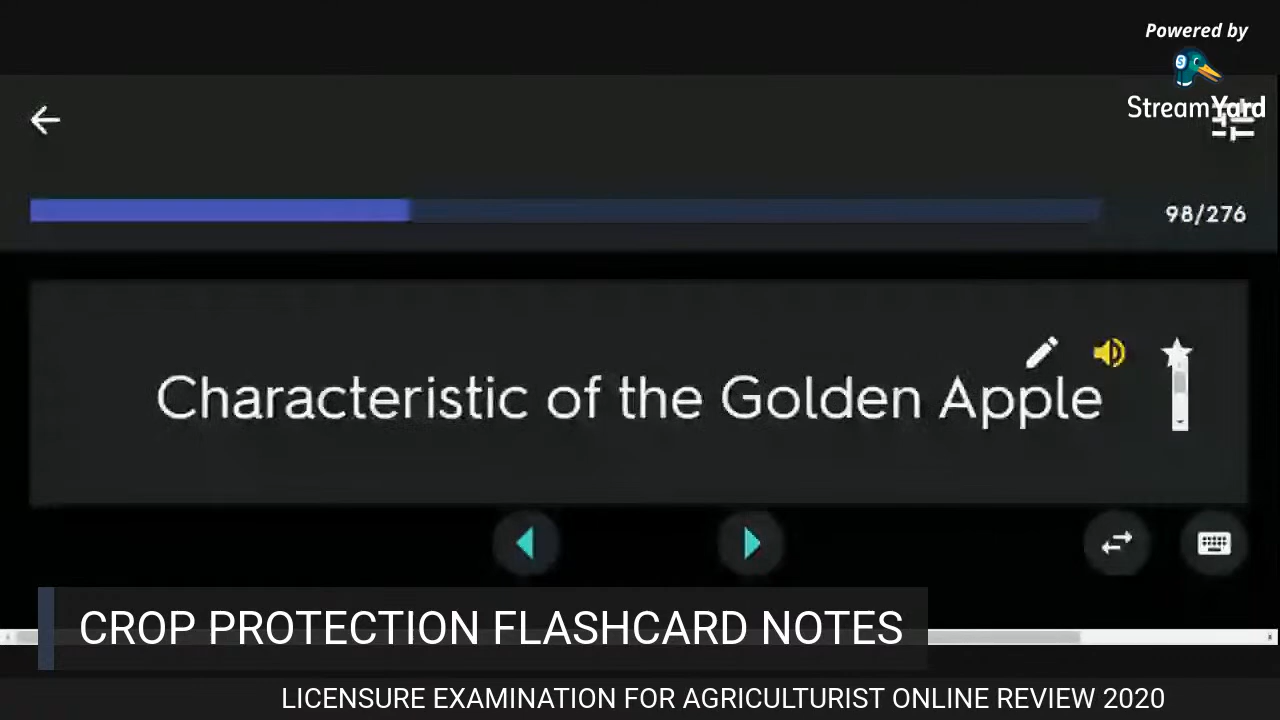 Powered by
StreamYard
98/276
Characteristic of the Golden Apple
CROP PROTECTION FLASHCARD NOTES
LICENSURE EXAMINATION FOR AGRICULTURIST ONLINE REVIEW 2020